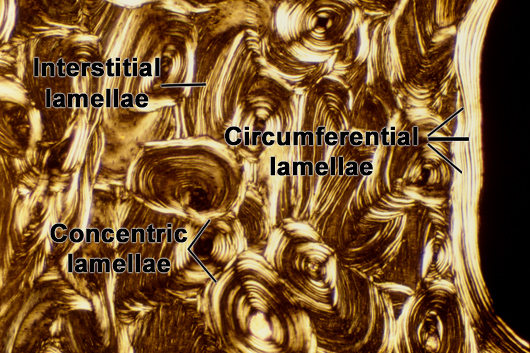 Interstitial
lamellae
Circumferential
lamellae
Concentric
lamellae